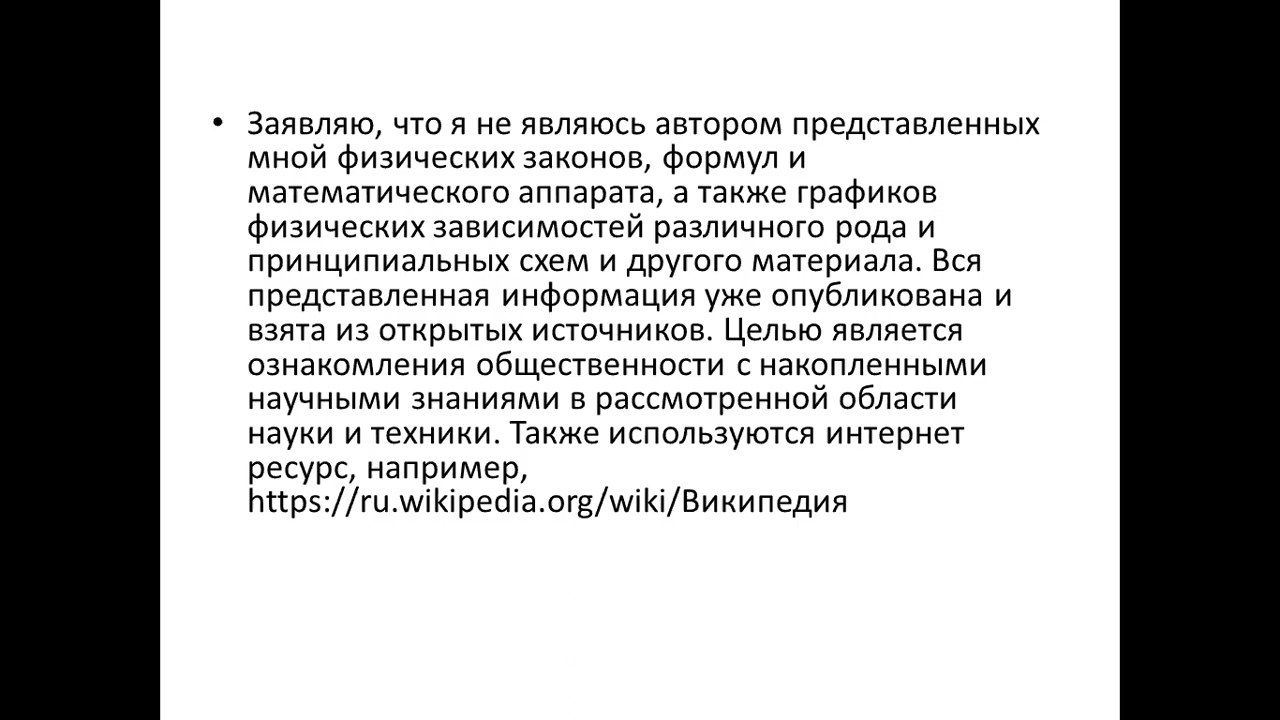 • Заявляю, что я не являюсь автором представленных
мной физических законов, формул и
математического аппарата, а также графиков
физических зависимостей различного рода и
принципиальных схем и другого материала. Вся
представленная информация уже опубликована и
взята из открытых источников. Целью является
ознакомления общественности с накопленными
научными знаниями в рассмотренной области
науки и техники. Также используются интернет
ресурс, например,
https://ru.wikipedia.org/wiki/Википедия